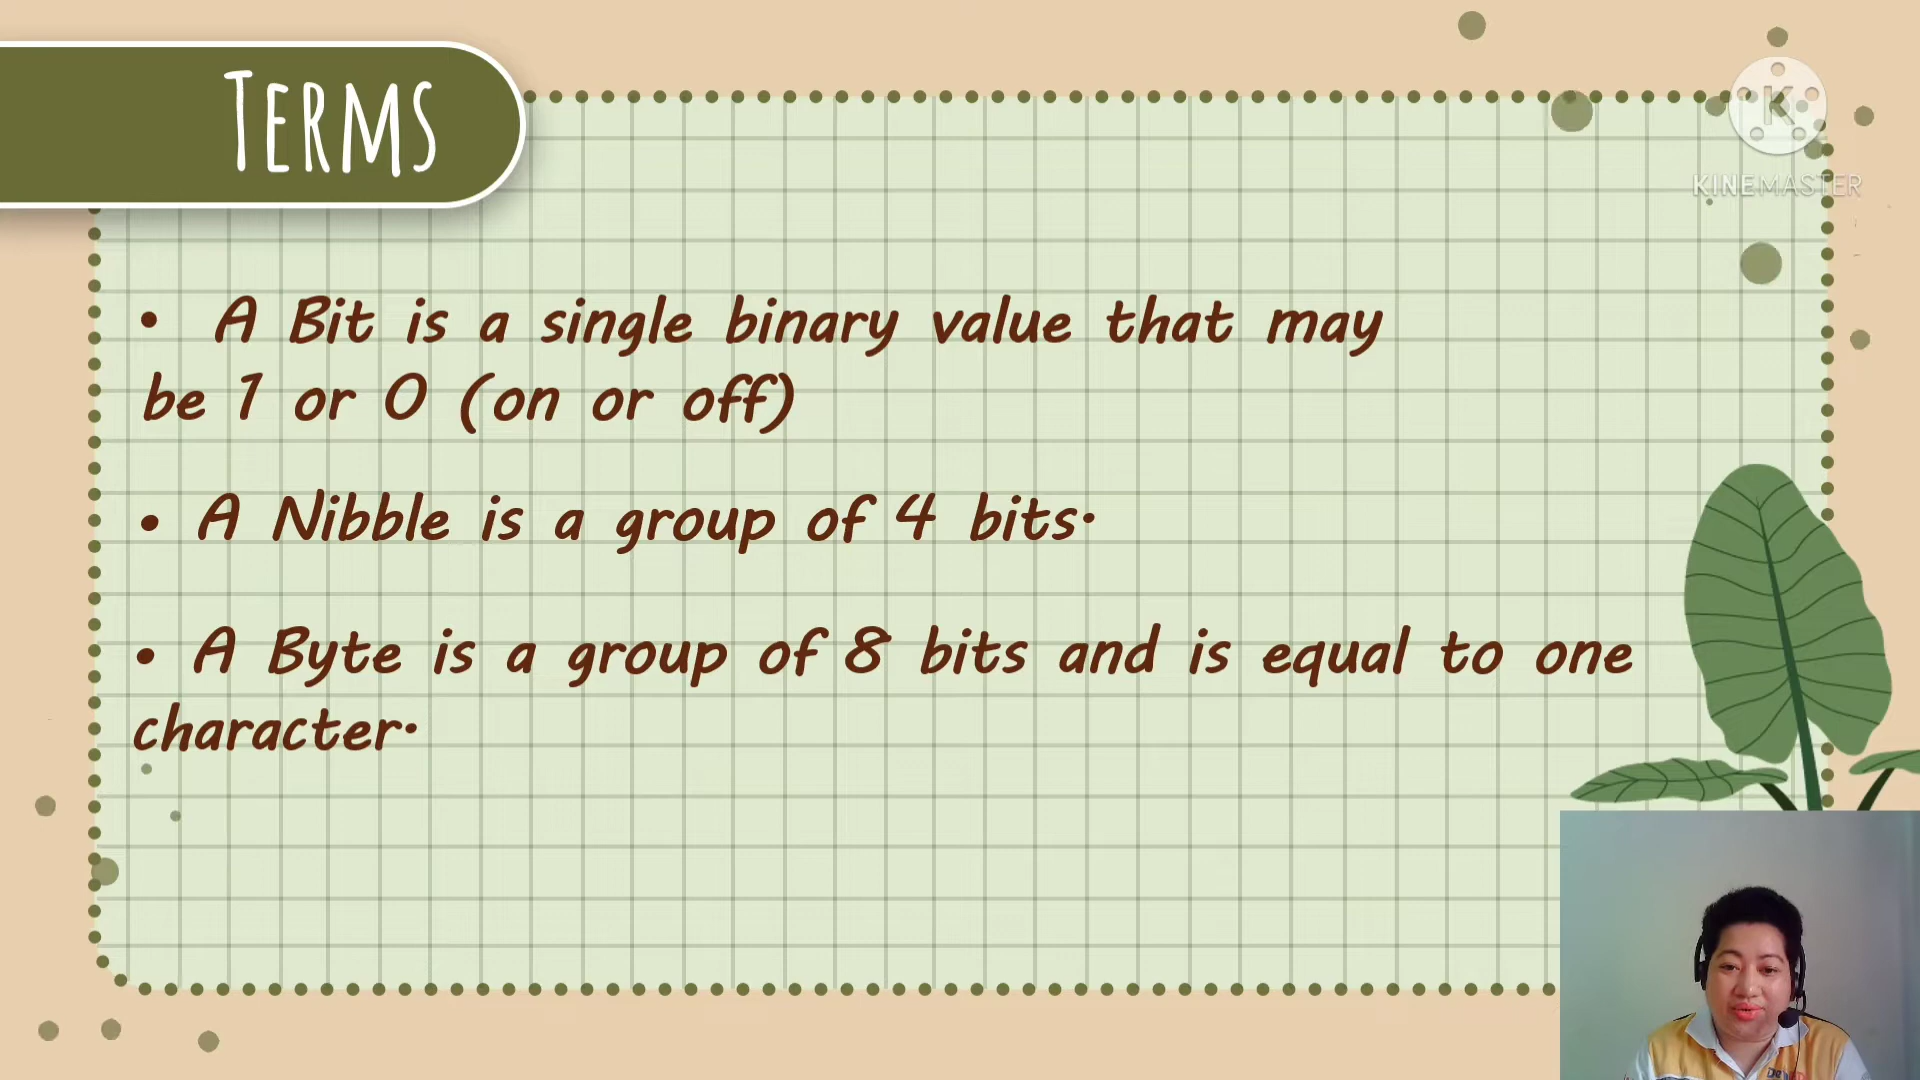 Terms
K
KINEMASTER
• A Bit is a single binary value that may
be 1 or 0 (on or off)
• A Nibble is a group of 4 bits.
• A Byte is a group of 8 bits and is equal to one
character.